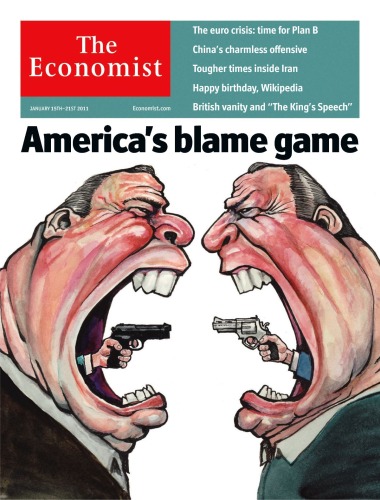 The
Economist
JANUARY 15TH–21ST 2011
Economist.com
The euro crisis: time for Plan B
China's charmless offensive
Tougher times inside Iran
Happy birthday, Wikipedia
British vanity and “The King's Speech”
America's blame game